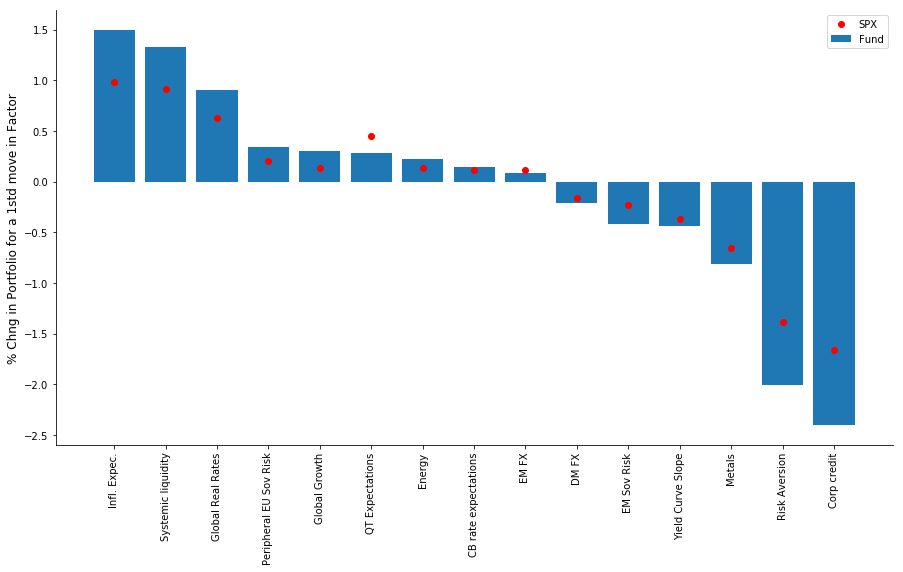 SPX
Fund
% Chng in Portfolio for a 1std move in Factor
1.5
1.0
0.5
0.0
−0.5
−1.0
−1.5
−2.0
−2.5
Infl. Expec.
Systemic liquidity
Global Real Rates
Peripheral EU Sov Risk
Global Growth
QT Expectations
Energy
CB rate expectations
EM FX
DM FX
EM Sov Risk
Yield Curve Slope
Metals
Risk Aversion
Corp credit